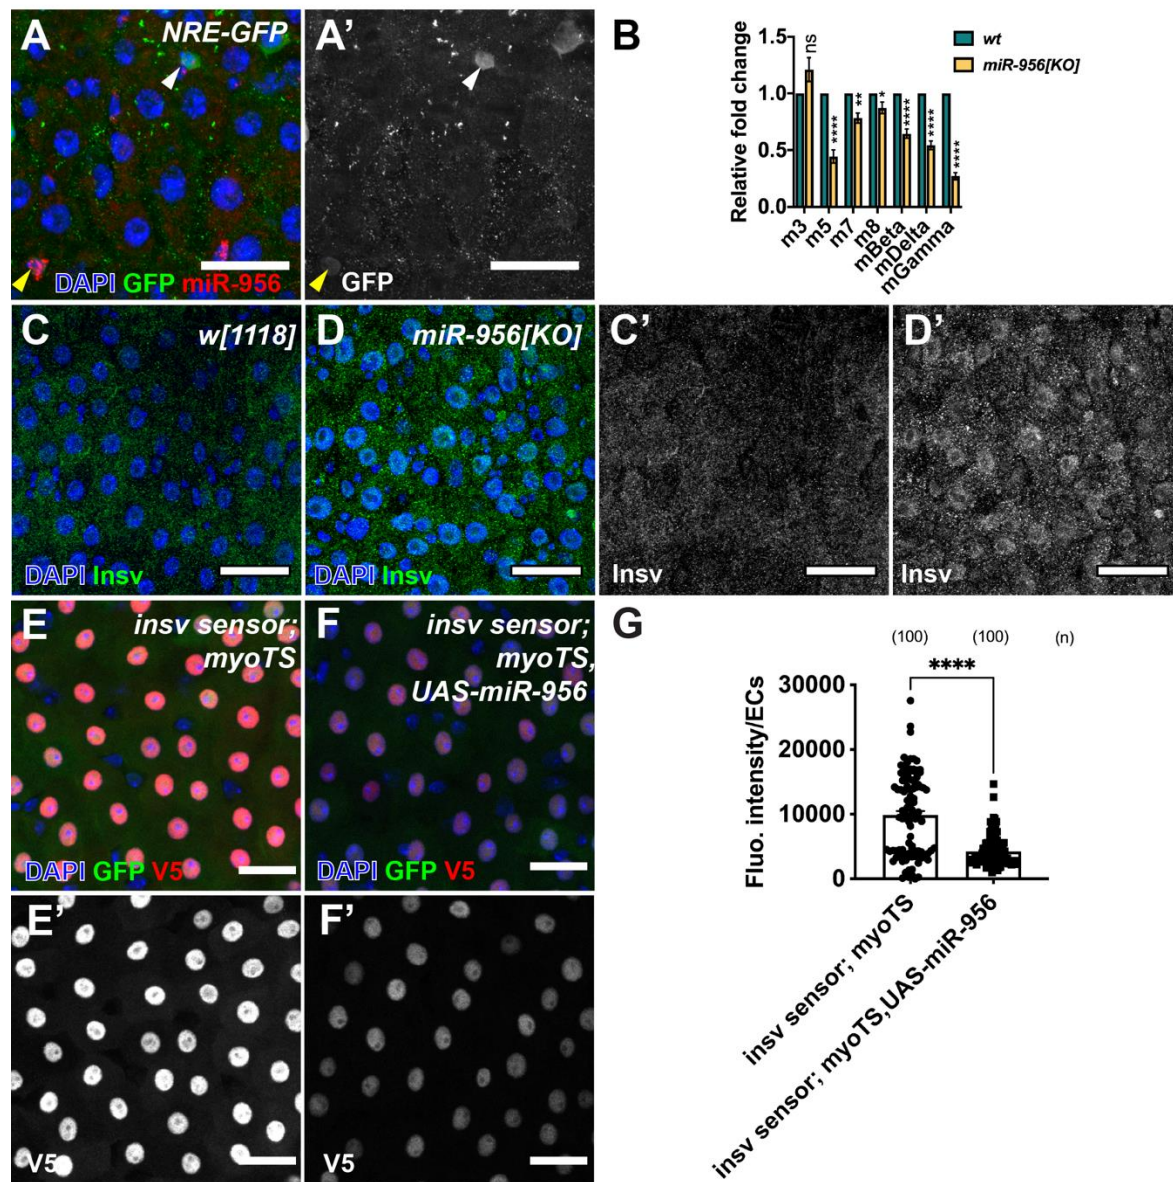 A
NRE-GFP
DAPI GFP miR-956
A'
GFP
B
1.5
1.0
0.5
0.0
Relative fold change
ns
****
**
*
****
****
****
wt
miR-956[KO]
m3
m5
m7
m8
mBeta
mDelta
mGamma
C
w[1118]
DAPI Insv
D
miR-956[KO]
DAPI Insv
C'
Insv
D'
Insv
E
insv sensor;
myoTS
DAPI GFP V5
F
insv sensor;
myoTS,
UAS-miR-956
DAPI GFP V5
E'
V5
F'
V5
G
(100)
(100)
(n)
****
30000
20000
10000
0
Fluo. intensity/ECs
insv sensor; myoTS
insv sensor; myoTS,UAS-miR-956